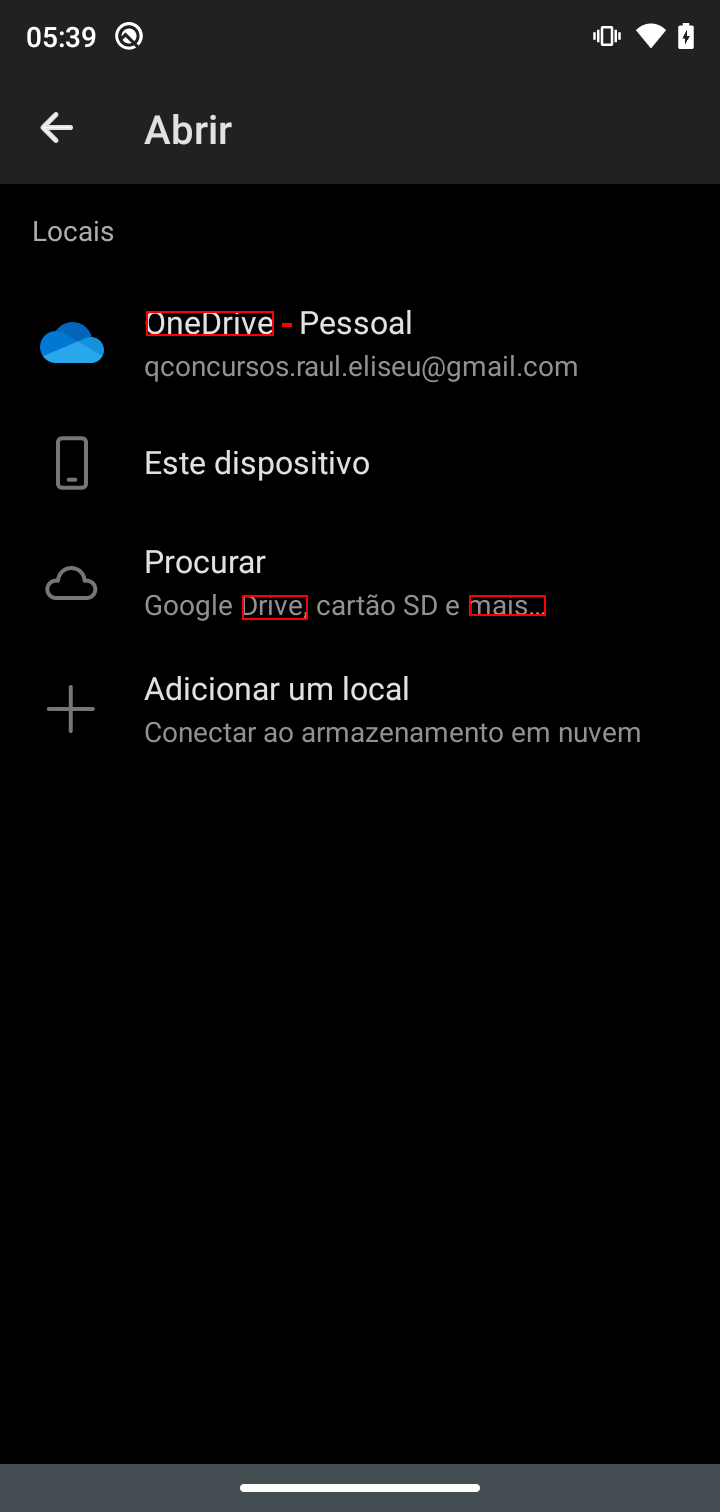 05:39
Abrir
Locais
OneDrive - Pessoal
qconcursos.raul.eliseu@gmail.com
Este dispositivo
Procurar
Google Drive, cartão SD e mais...
Adicionar um local
Conectar ao armazenamento em nuvem